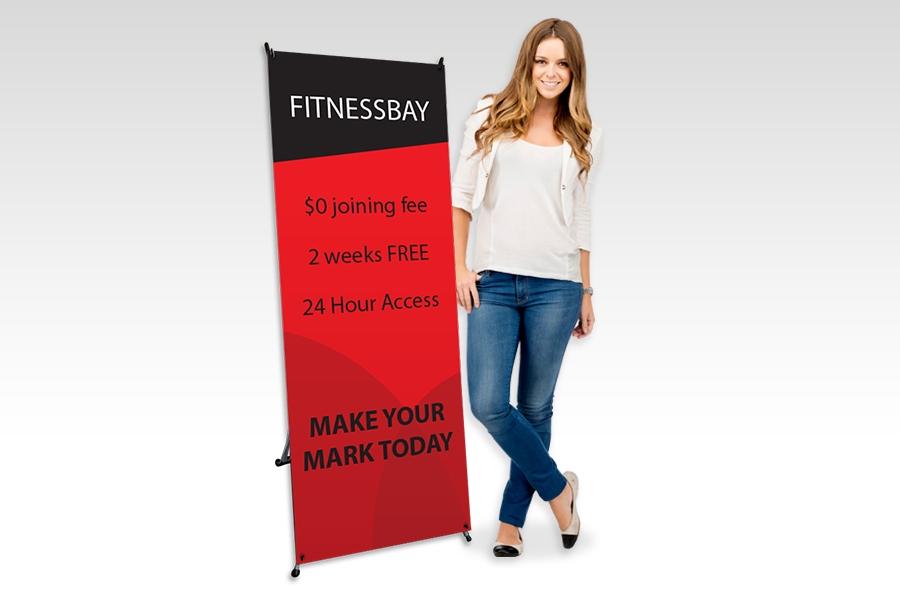 FITNESSBAY
$0 joining fee
2 weeks FREE
24 Hour Access
MAKE YOUR
MARK TODAY